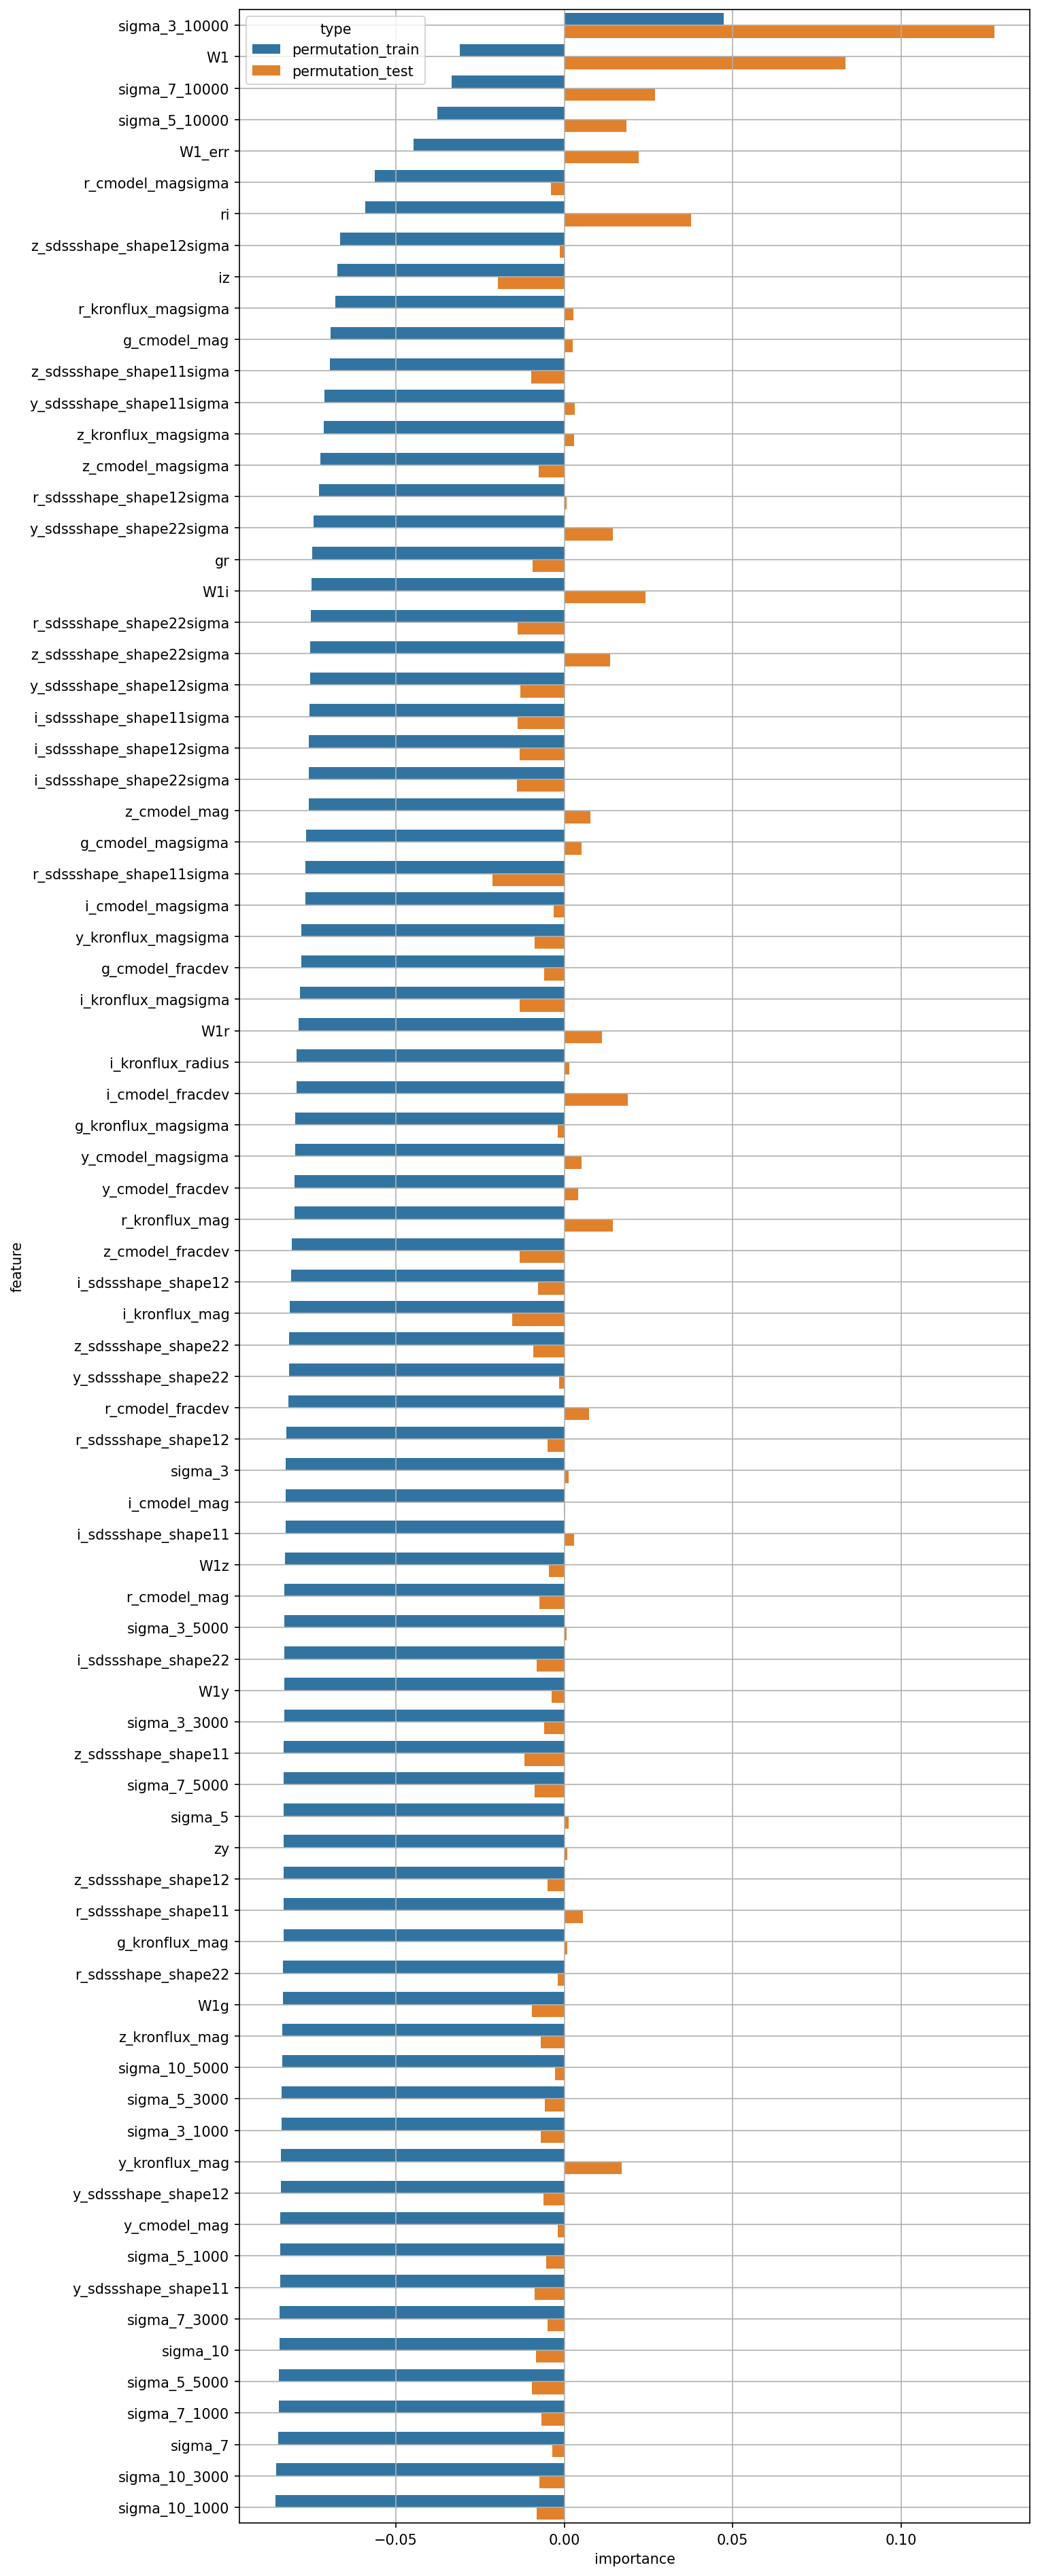 type
permutation_train
permutation_test
sigma_3_10000
W1
sigma_7_10000
sigma_5_10000
W1_err
r_cmodel_magsigma
ri
z_sdssshape_shape12sigma
iz
r_kronflux_magsigma
g_cmodel_mag
z_sdssshape_shape11sigma
y_sdssshape_shape11sigma
z_kronflux_magsigma
z_cmodel_magsigma
r_sdssshape_shape12sigma
y_sdssshape_shape22sigma
gr
W1i
r_sdssshape_shape22sigma
z_sdssshape_shape22sigma
y_sdssshape_shape12sigma
i_sdssshape_shape11sigma
i_sdssshape_shape12sigma
i_sdssshape_shape22sigma
z_cmodel_mag
g_cmodel_magsigma
r_sdssshape_shape11sigma
i_cmodel_magsigma
y_kronflux_magsigma
g_cmodel_fracdev
i_kronflux_magsigma
W1r
i_kronflux_radius
i_cmodel_fracdev
g_kronflux_magsigma
y_cmodel_magsigma
y_cmodel_fracdev
r_kronflux_mag
z_cmodel_fracdev
i_sdssshape_shape12
i_kronflux_mag
z_sdssshape_shape22
y_sdssshape_shape22
r_cmodel_fracdev
r_sdssshape_shape12
sigma_3
i_cmodel_mag
i_sdssshape_shape11
W1z
r_cmodel_mag
sigma_3_5000
i_sdssshape_shape22
W1y
sigma_3_3000
z_sdssshape_shape11
sigma_7_5000
sigma_5
zy
z_sdssshape_shape12
r_sdssshape_shape11
g_kronflux_mag
r_sdssshape_shape22
W1g
z_kronflux_mag
sigma_10_5000
sigma_5_3000
sigma_3_1000
y_kronflux_mag
y_sdssshape_shape12
y_cmodel_mag
sigma_5_1000
y_sdssshape_shape11
sigma_7_3000
sigma_10
sigma_5_5000
sigma_7_1000
sigma_7
sigma_10_3000
sigma_10_1000
feature
−0.05 0.00 0.05 0.10
importance